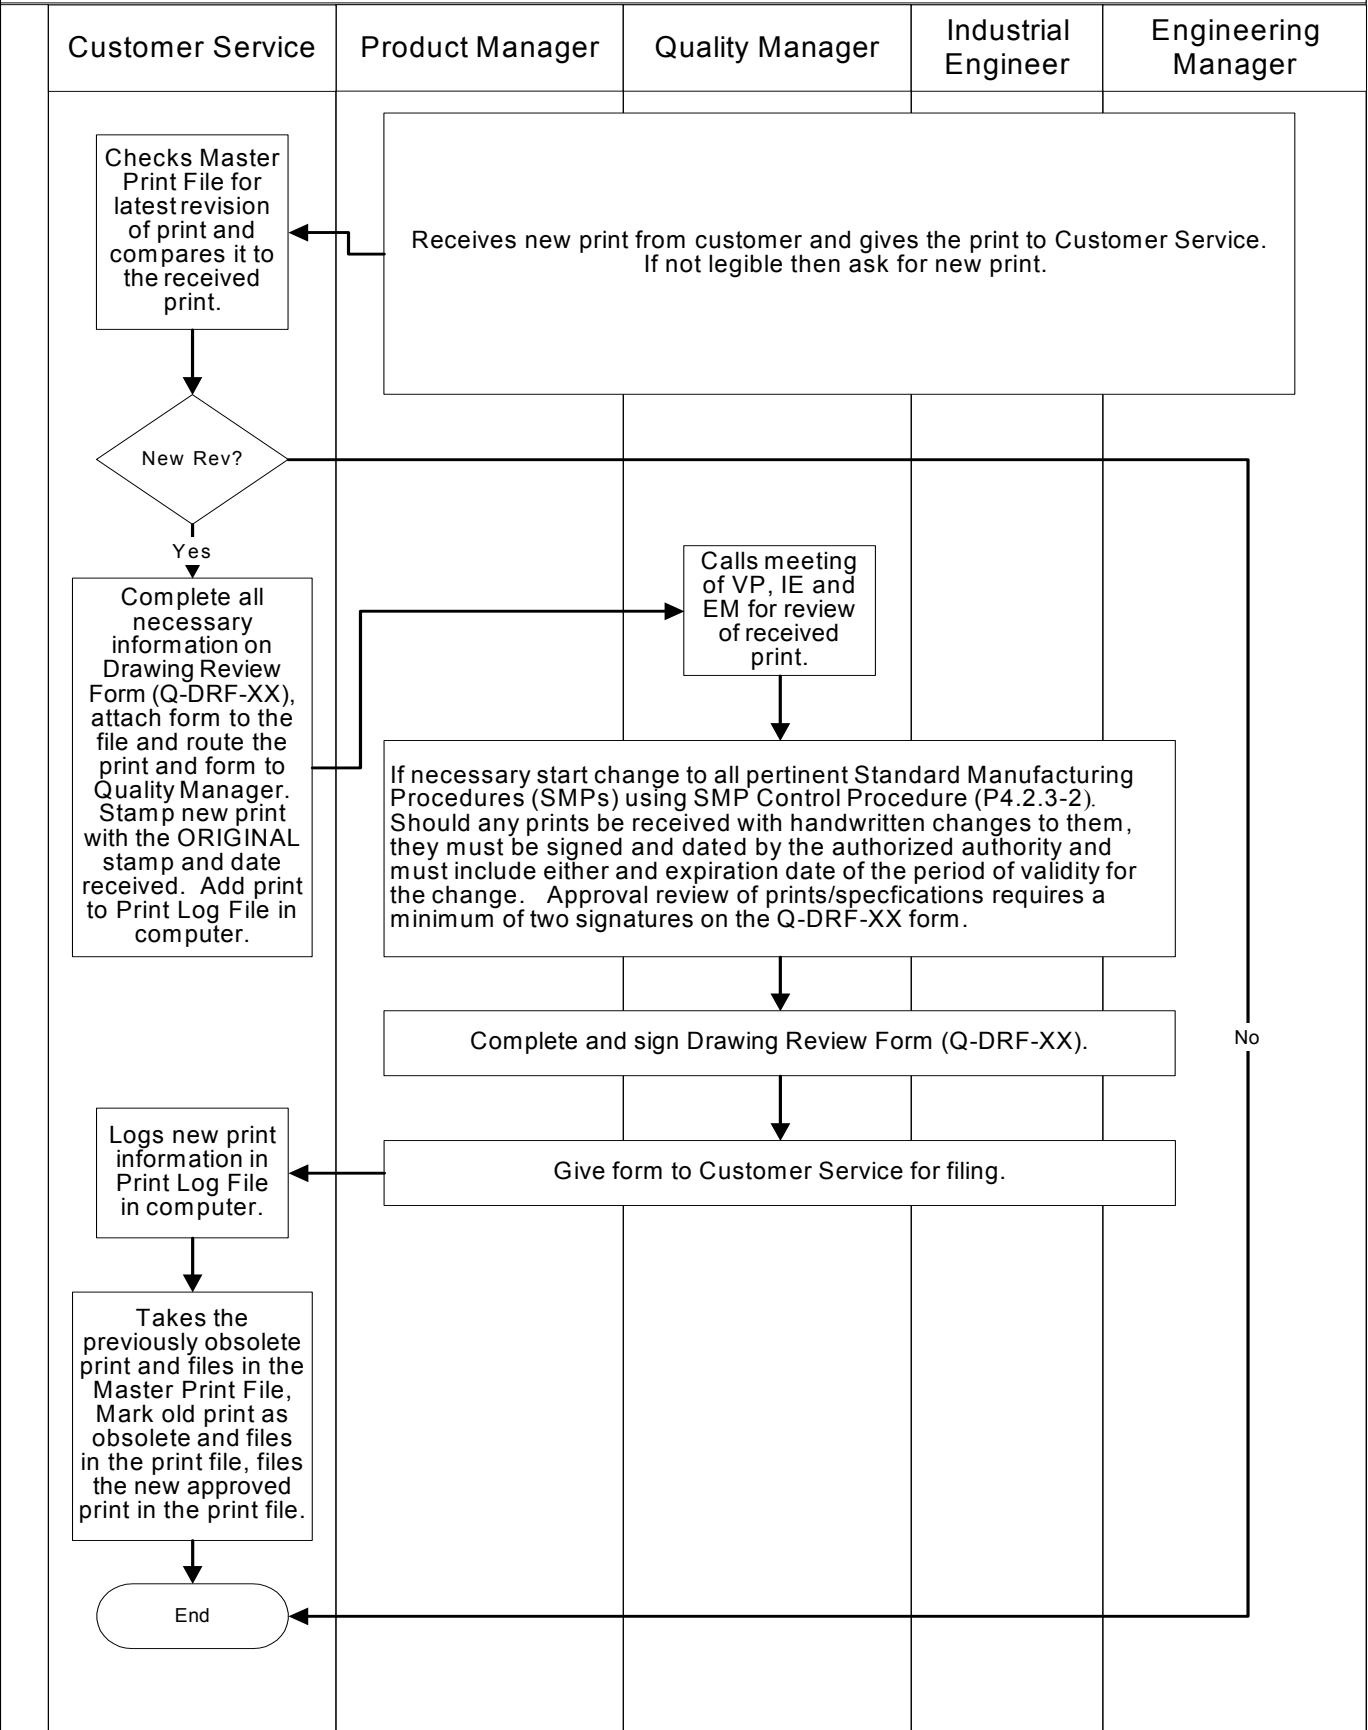 Customer Service
Product Manager
Quality Manager
Industrial
Engineer
Engineering
Manager
Receives new print from customer and gives the print to Customer Service.
If not legible then ask for new print.
Checks Master
Print File for
latest revision
of print and
compares it to
the received
print.
New Rev?
Yes
Complete all
necessary
information on
Drawing Review
Form (Q-DRF-XX),
attach form to the
file and route the
print and form to
Quality Manager.
Stamp new print
with the ORIGINAL
stamp and date
received. Add print
to Print Log File in
computer.
Calls meeting
of VP, IE and
EM for review
of received
print.
If necessary start change to all pertinent Standard Manufacturing
Procedures (SMPs) using SMP Control Procedure (P4.2.3-2).
Should any prints be received with handwritten changes to them,
they must be signed and dated by the authorized authority and
must include either and expiration date of the period of validity for
the change. Approval review of prints/specfications requires a
minimum of two signatures on the Q-DRF-XX form.
Complete and sign Drawing Review Form (Q-DRF-XX).
No
Give form to Customer Service for filing.
Logs new print
information in
Print Log File
in computer.
Takes the
previously obsolete
print and files in the
Master Print File,
Mark old print as
obsolete and files
in the print file, files
the new approved
print in the print file.
End